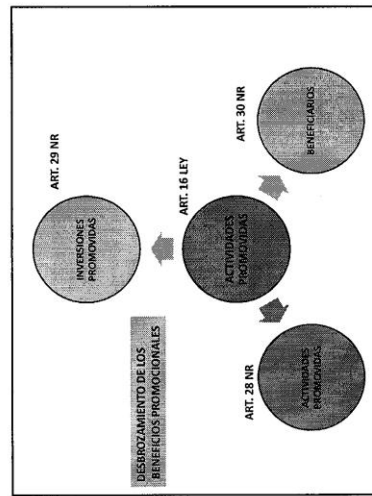 DESBROZAMIENTO DE LOS
BENEFICIOS PROMOCIONALES
INVERSIONES
PROMOVIDAS
ART. 29 NR
ART. 16 LEY
ACTIVIDADES
PROMOVIDAS
ART. 28 NR
ACTIVIDADES
PROMOVIDAS
ART. 30 NR
BENEFICIARIOS